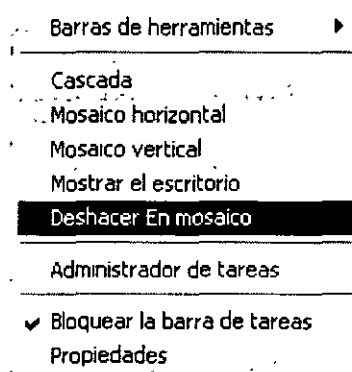 Barras de herramientas
Cascada
Mosaico horizontal
Mosaico vertical
Mostrar el escritorio
Deshacer En mosaico
Administrador de tareas
Bloquear la barra de tareas
Propiedades